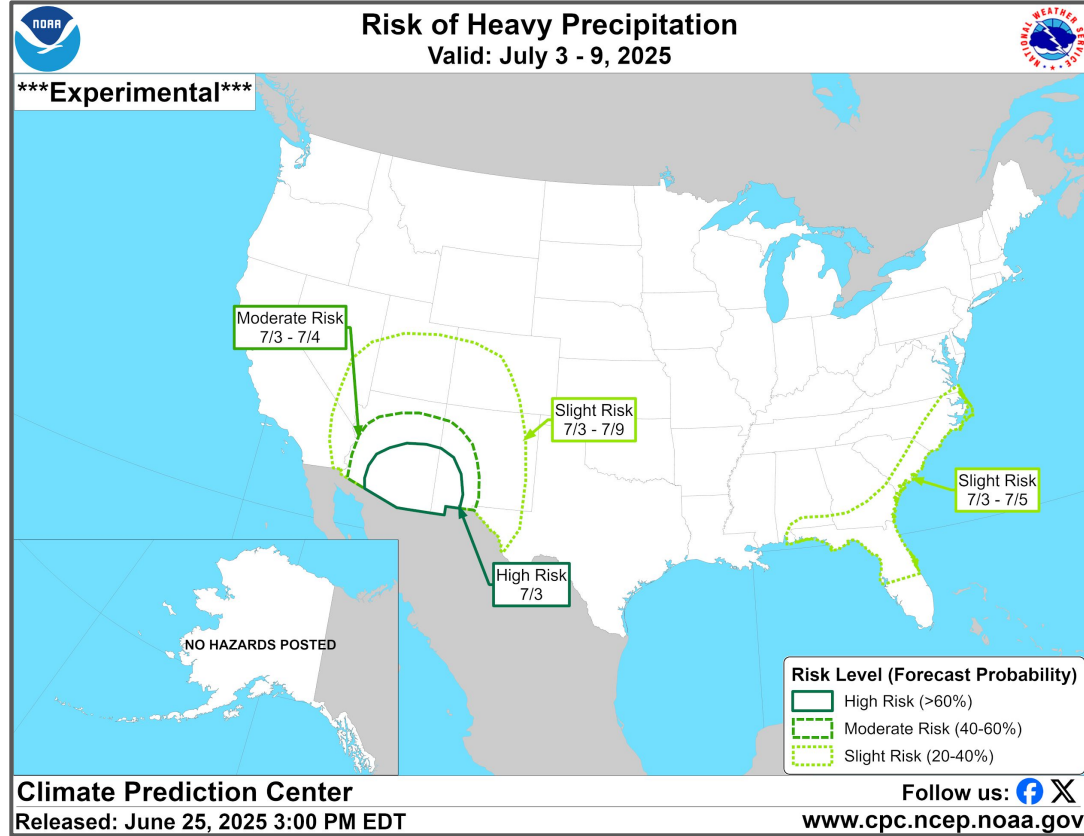 NOAA
Risk of Heavy Precipitation
Valid: July 3 - 9, 2025
NATIONAL WEATHER SERVICE
***Experimental***
Moderate Risk
7/3 - 7/4
Slight Risk
7/3 - 7/9
Slight Risk
7/3 - 7/5
High Risk
7/3
NO HAZARDS POSTED
Risk Level (Forecast Probability)
High Risk (>60%)
Moderate Risk (40-60%)
Slight Risk (20-40%)
Climate Prediction Center
Follow us:
Released: June 25, 2025 3:00 PM EDT
www.cpc.ncep.noaa.gov